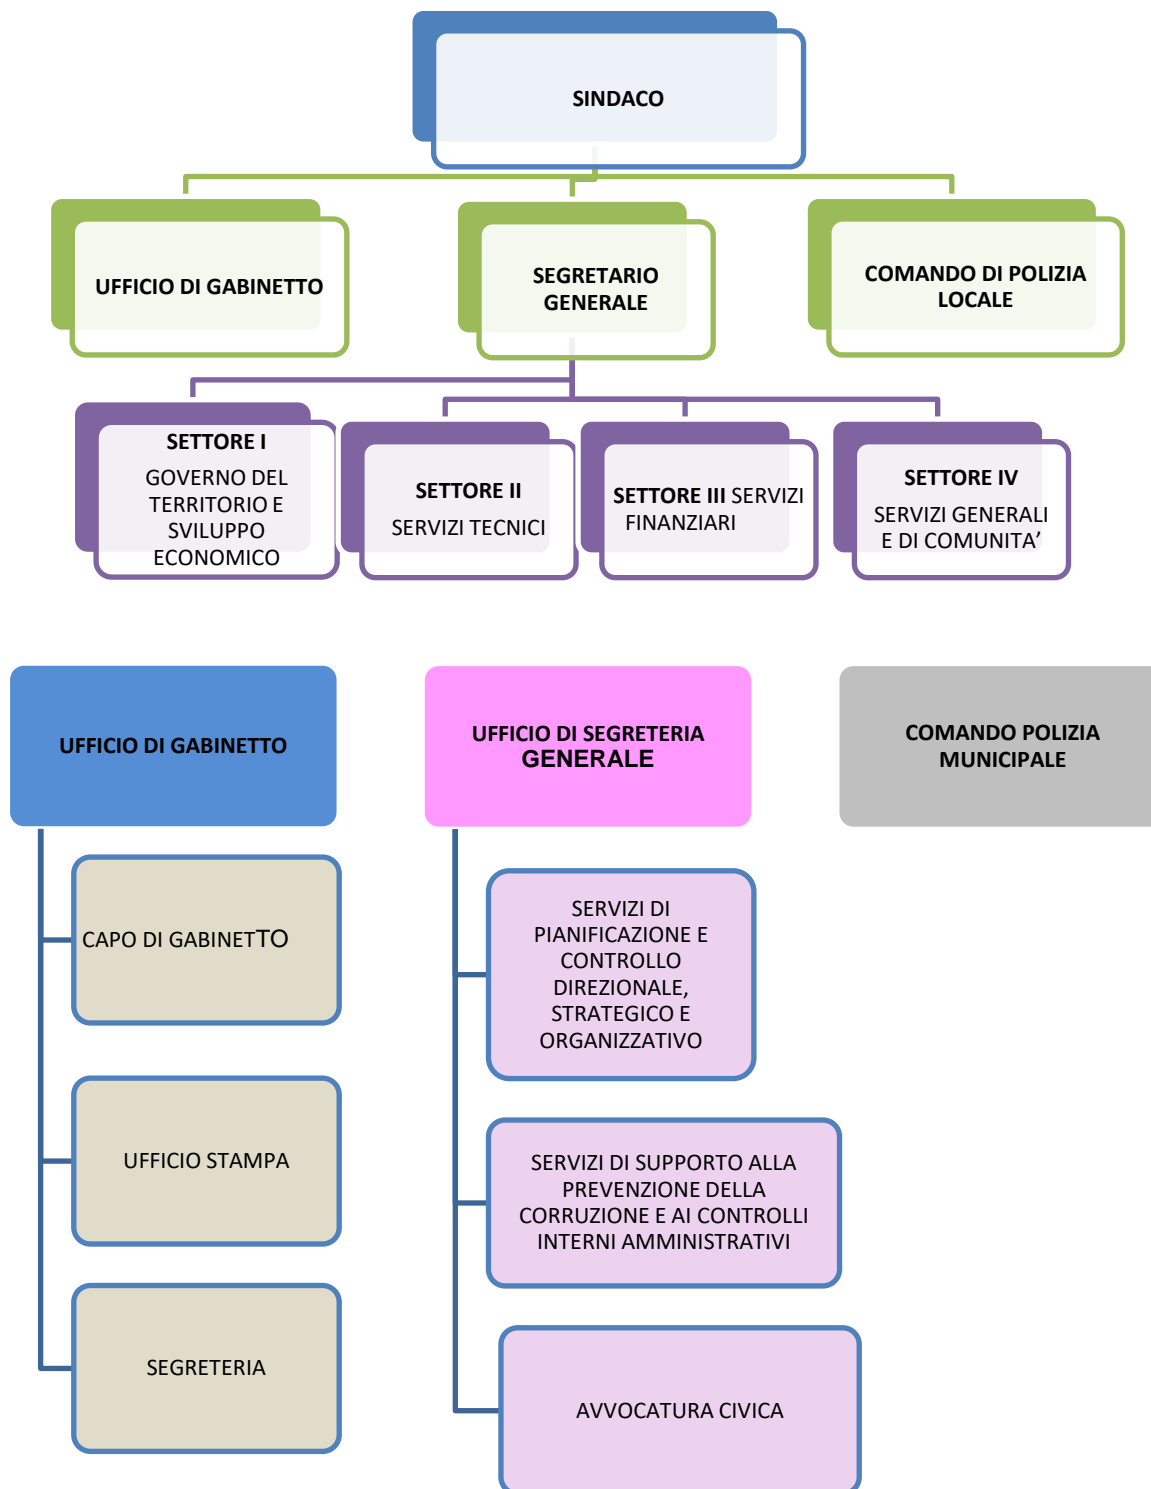 SINDACO
UFFICIO DI GABINETTO
SEGRETARIO
GENERALE
COMANDO DI POLIZIA
LOCALE
SETTORE I
GOVERNO DEL
TERRITORIO E
SVILUPPO
ECONOMICO
SETTORE II
SERVIZI TECNICI
SETTORE III SERVIZI
FINANZIARI
SETTORE IV
SERVIZI GENERALI
E DI COMUNITA’
UFFICIO DI GABINETTO
CAPO DI GABINETTO
UFFICIO STAMPA
SEGRETERIA
UFFICIO DI SEGRETERIA
GENERALE
SERVIZI DI
PIANIFICAZIONE E
CONTROLLO
DIREZIONALE,
STRATEGICO E
ORGANIZZATIVO
SERVIZI DI SUPPORTO ALLA
PREVENZIONE DELLA
CORRUZIONE E AI CONTROLLI
INTERNI AMMINISTRATIVI
AVVOCATURA CIVICA
COMANDO POLIZIA
MUNICIPALE